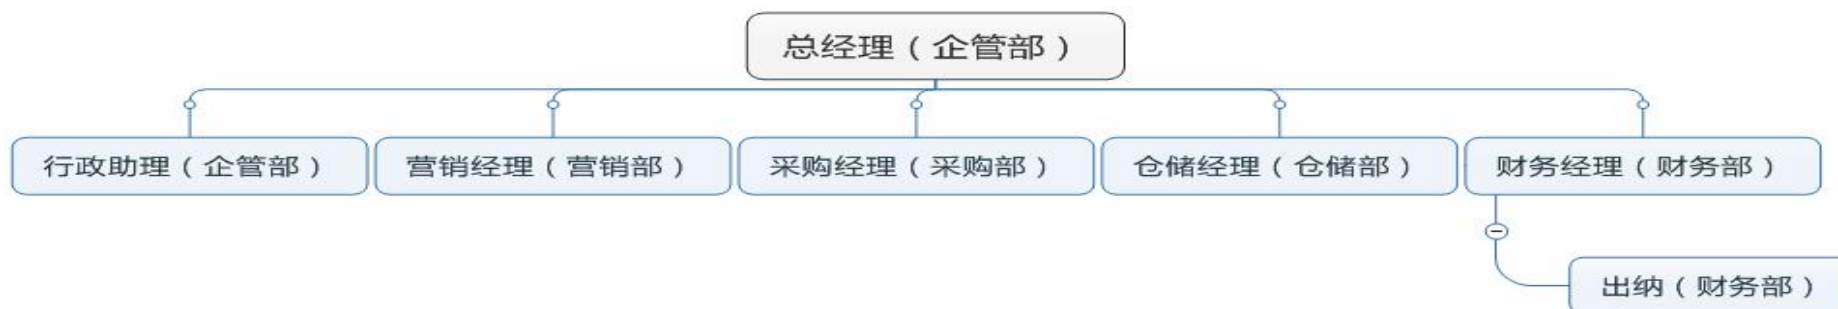 总经理（企管部）
行政助理（企管部）
营销经理（营销部）
采购经理（采购部）
仓储经理（仓储部）
财务经理（财务部）
出纳（财务部）